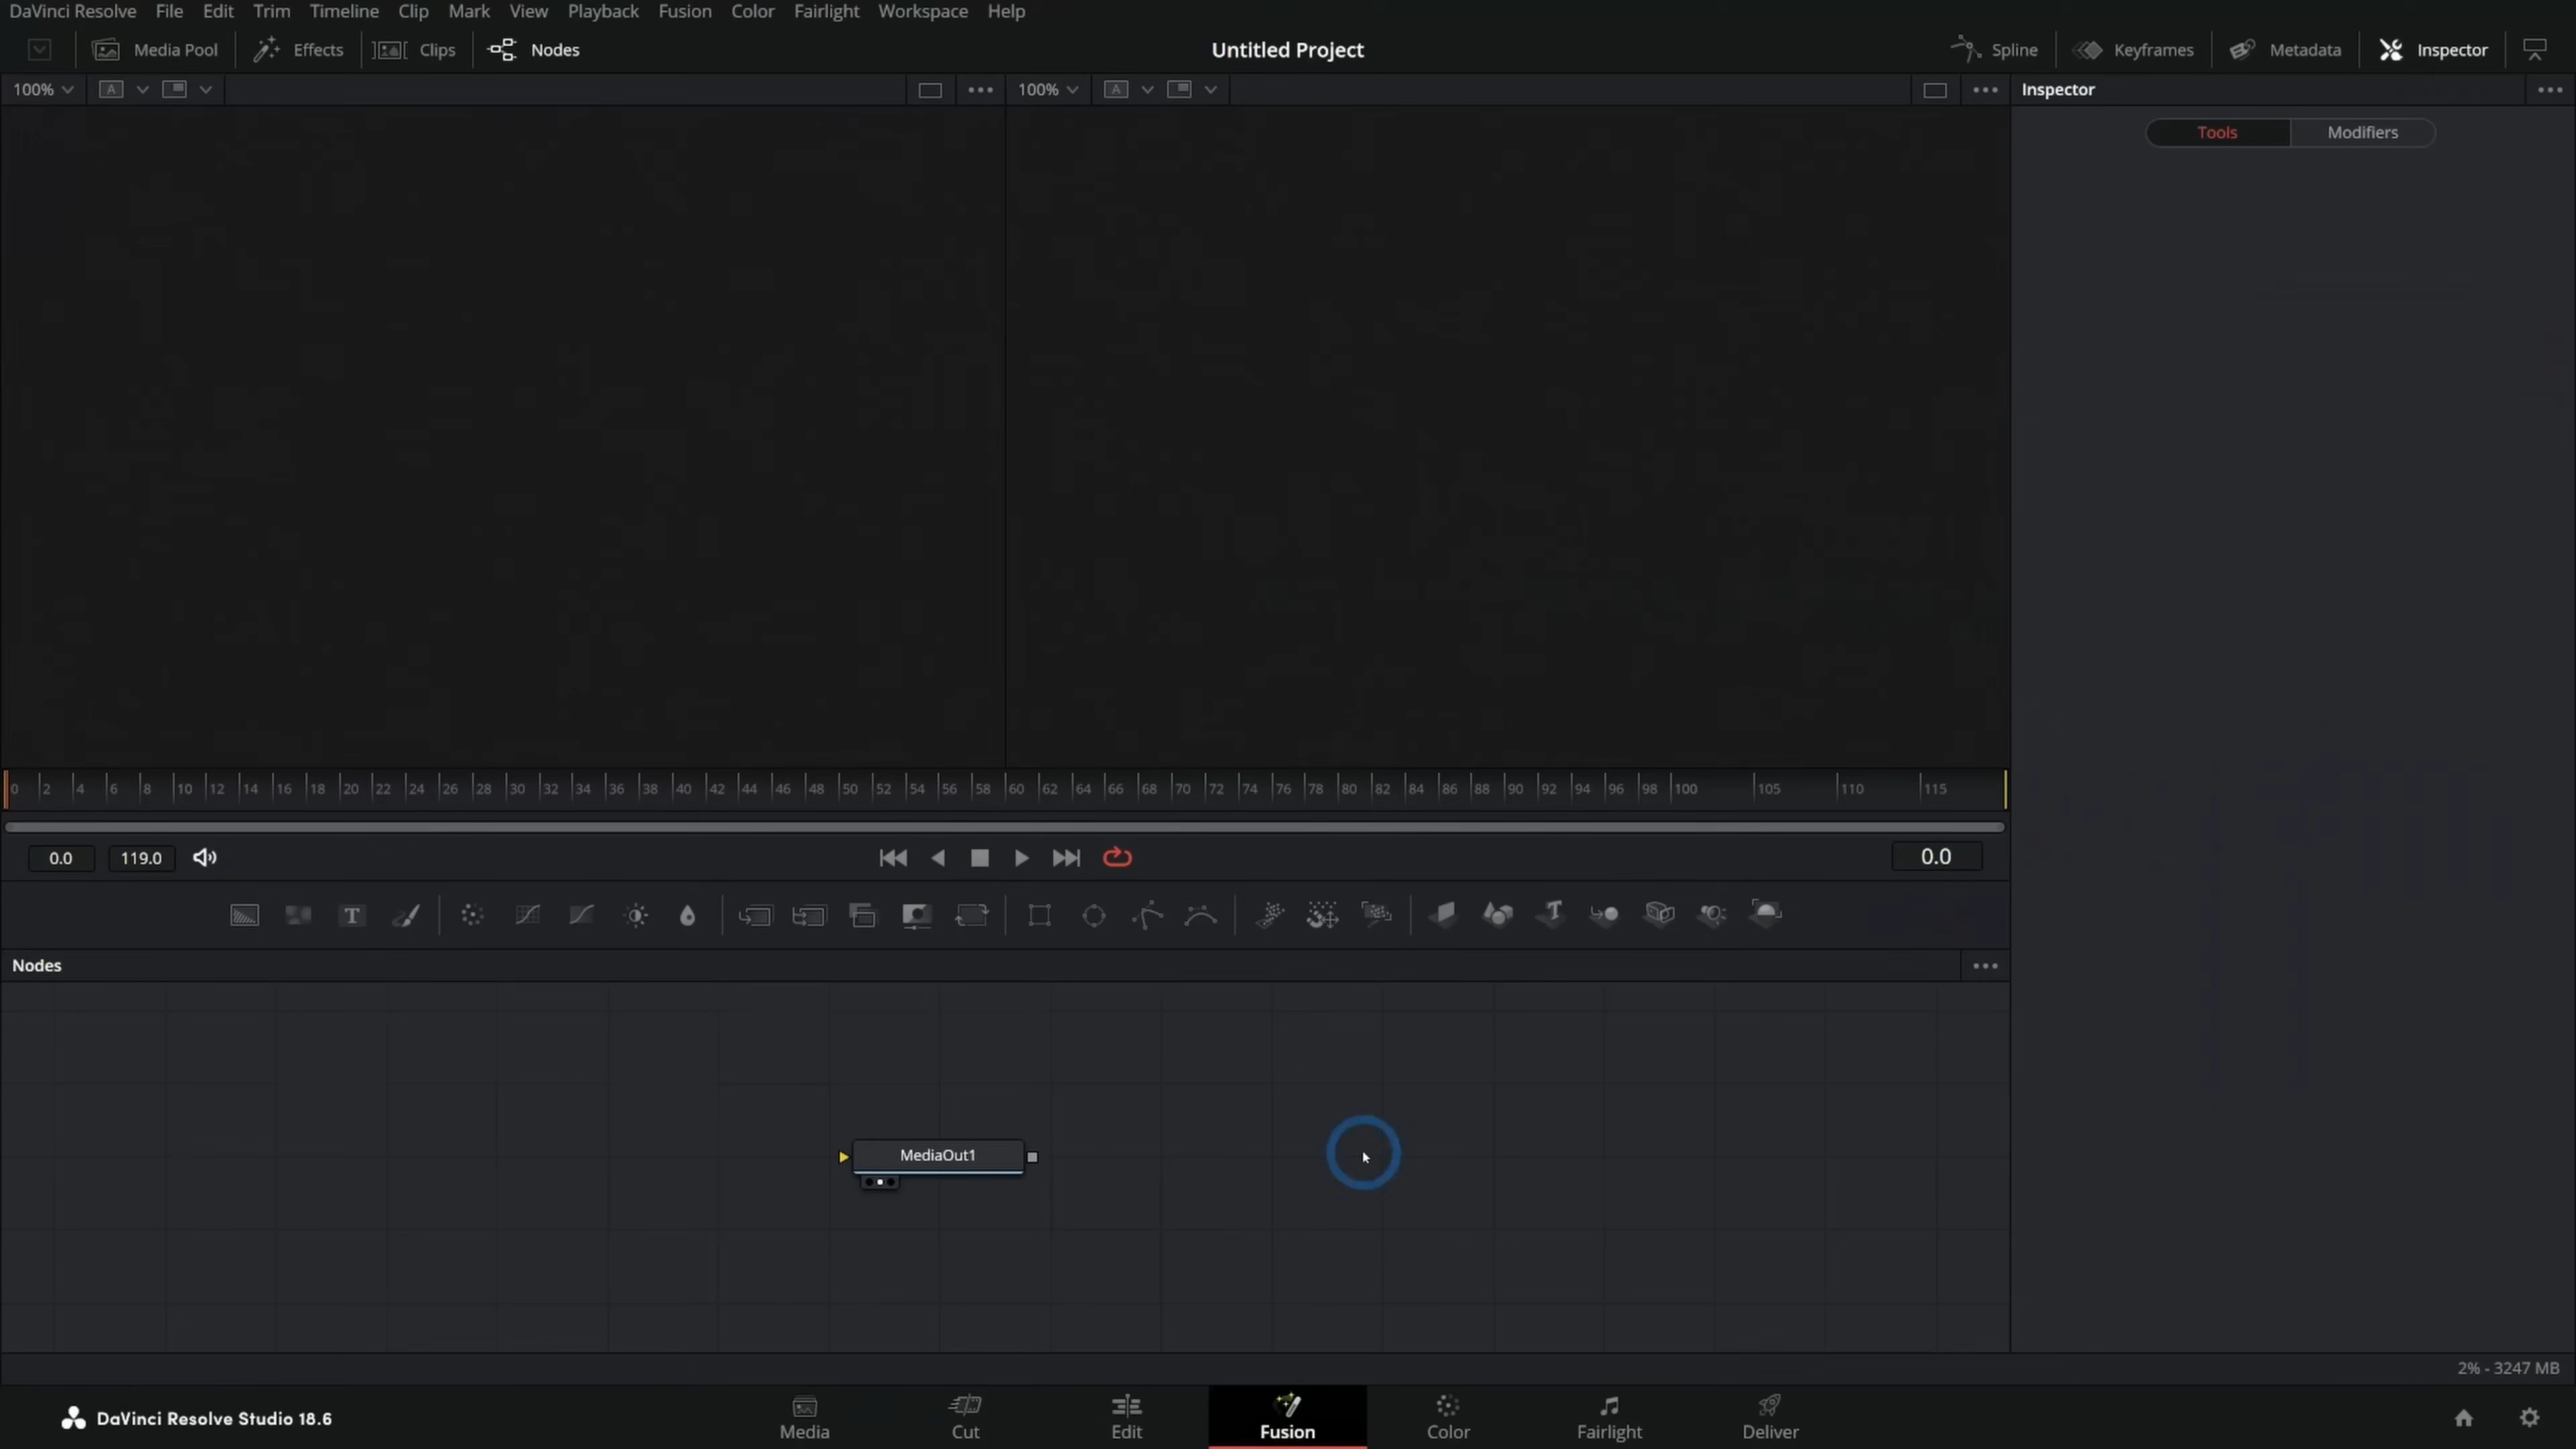 DaVinci Resolve File Edit Trim Timeline Clip Mark View Playback Fusion Color Fairlight Workspace Help
Media Pool Effects Clips Nodes Untitled Project Spline Keyframes Metadata Inspector
100% A 100% A Inspector
Tools Modifiers
0 2 4 6 8 10 12 14 16 18 20 22 24 26 28 30 32 34 36 38 40 42 44 46 48 50 52 54 56 58 60 62 64 66 68 70 72 74 76 78 80 82 84 86 88 90 92 94 96 98 100 105 110 115
0.0 119.0 0.0
T T
Nodes
MediaOut1
2% - 3247 MB
DaVinci Resolve Studio 18.6 Media Cut Edit Fusion Color Fairlight Deliver